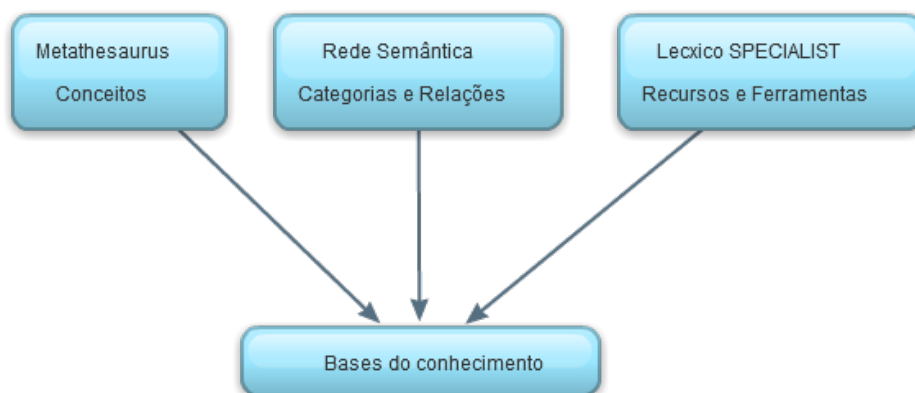 Metathesaurus
Conceitos
Rede Semântica
Categorias e Relações
Lecxico SPECIALIST
Recursos e Ferramentas
Bases do conhecimento